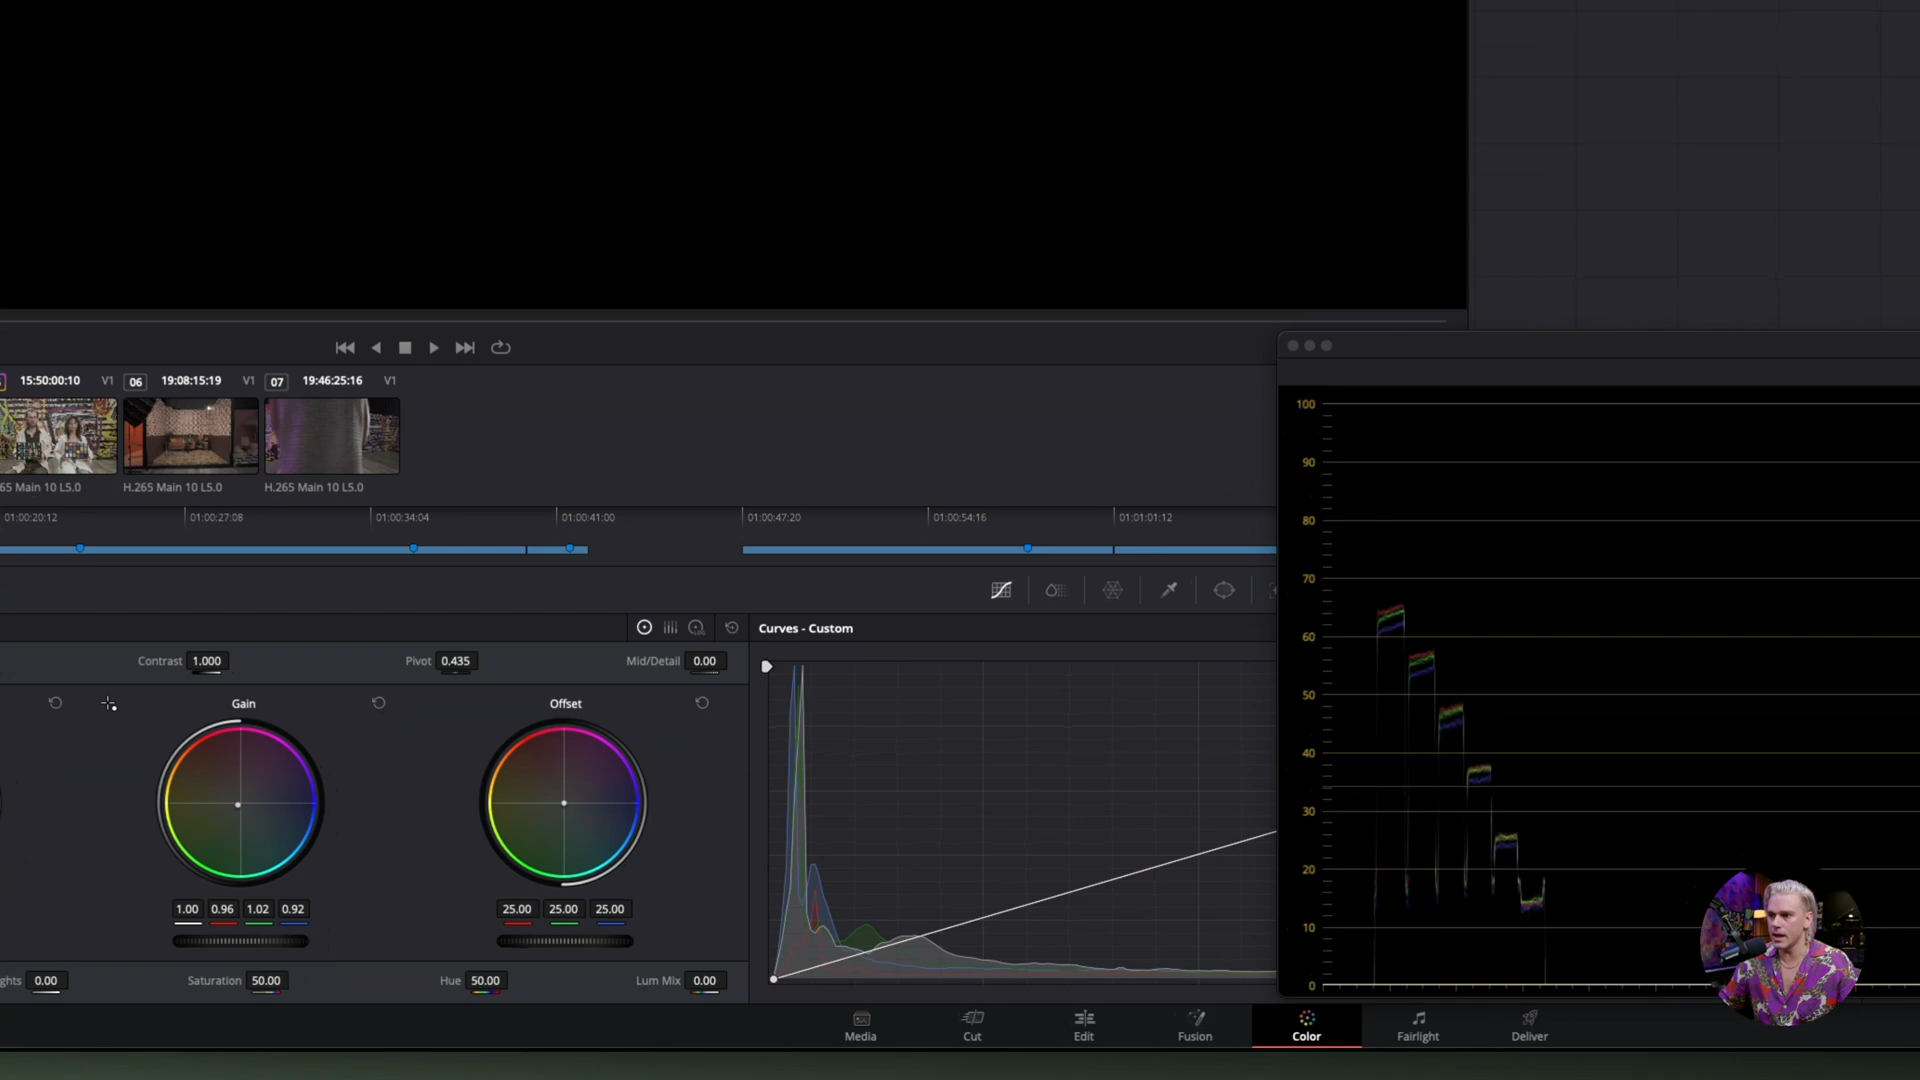 15:50:00:10 V1 06 19:08:15:19 V1 07 19:46:25:16 V1
65 Main 10 L5.0 H.265 Main 10 L5.0 H.265 Main 10 L5.0
01:00:20:12 01:00:27:08 01:00:34:04 01:00:41:00 01:00:47:20 01:00:54:16 01:01:01:12
Curves - Custom
Contrast 1.000 Pivot 0.435 Mid/Detail 0.00
Gain Offset
1.00 0.96 1.02 0.92 25.00 25.00 25.00
ghts 0.00 Saturation 50.00 Hue 50.00 Lum Mix 0.00
100
90
80
70
60
50
40
30
20
10
0
Media Cut Edit Fusion Color Fairlight Deliver